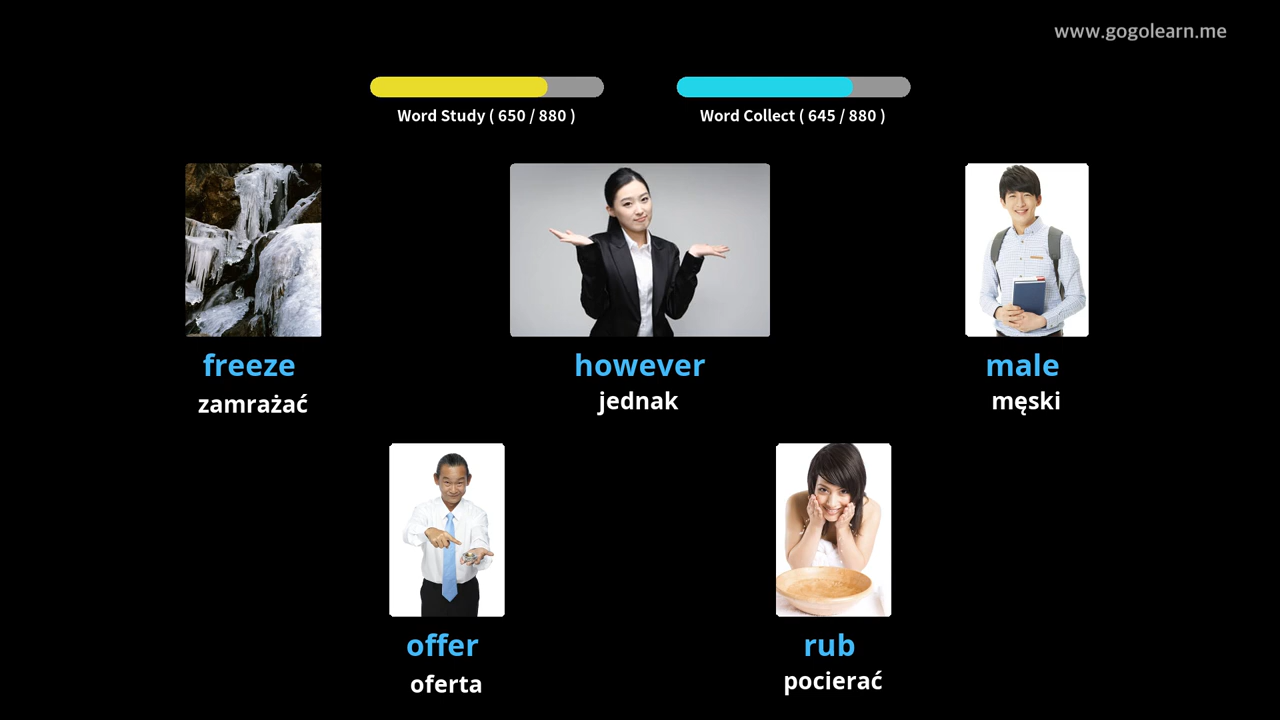 www.gogolearn.me
Word Study ( 650 / 880 )
Word Collect ( 645 / 880 )
freeze
zamrażać
however
jednak
male
męski
offer
oferta
rub
pocierać